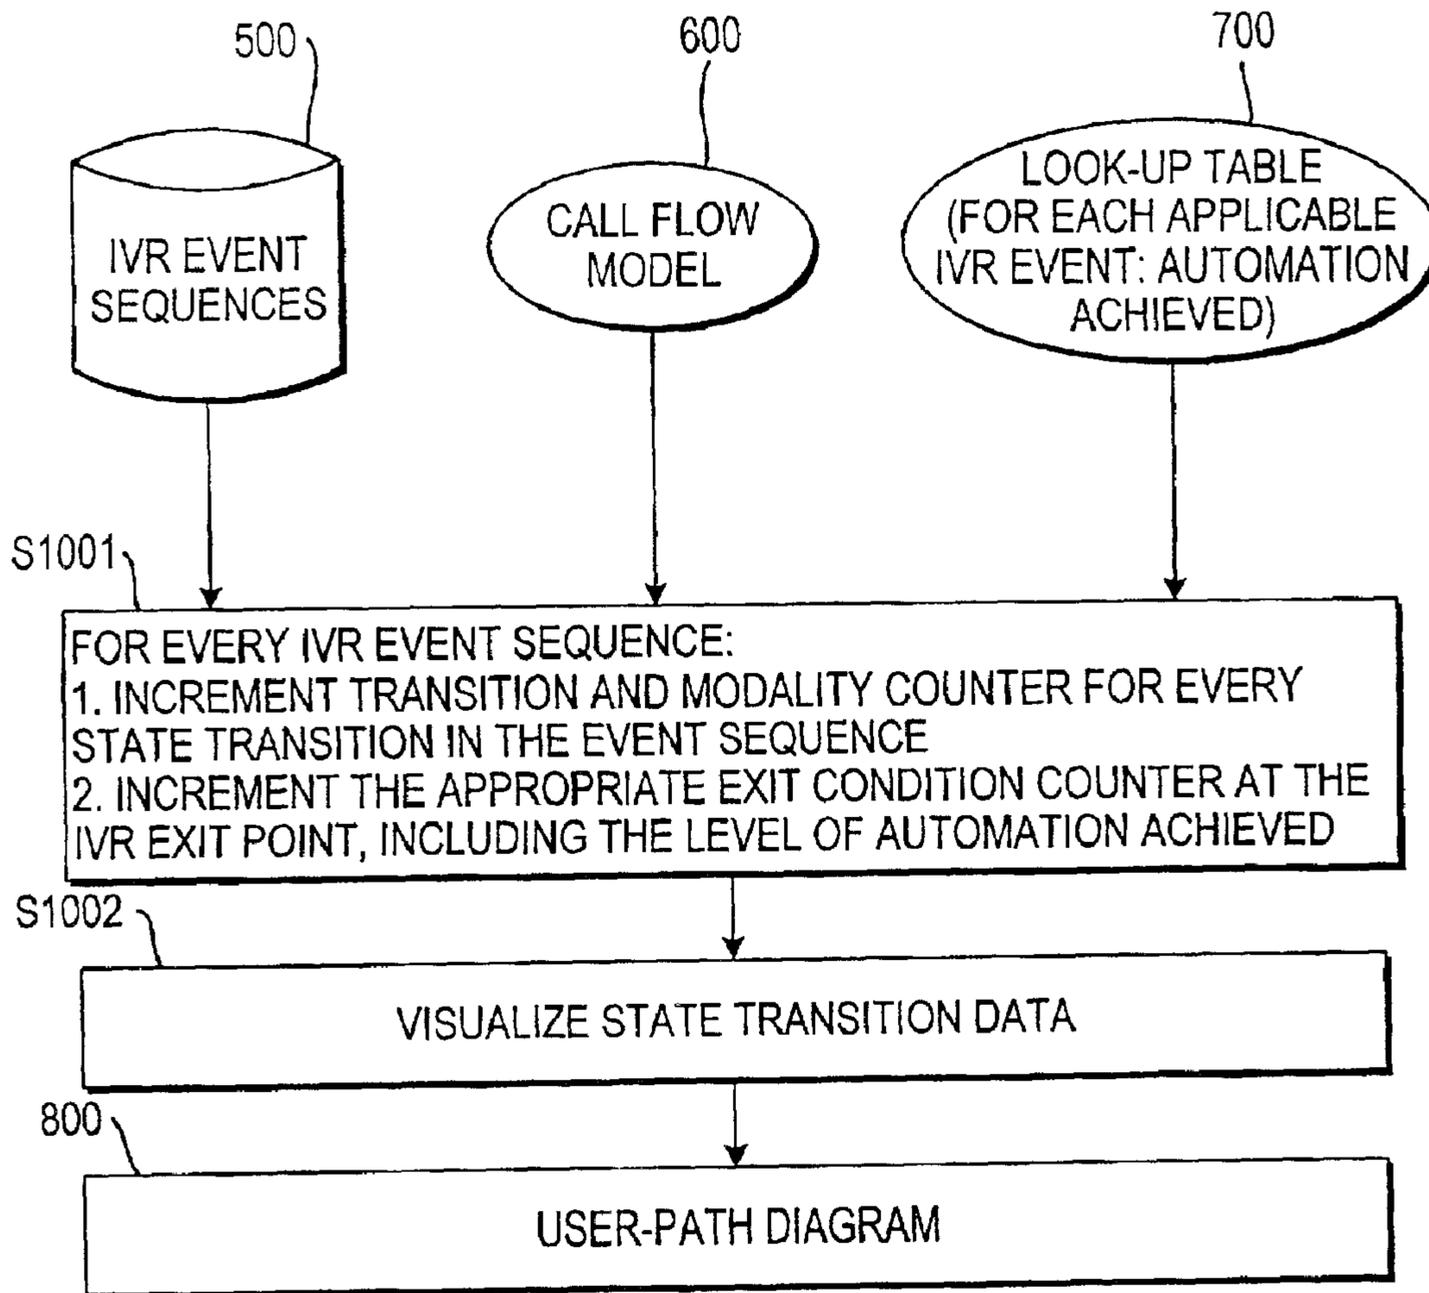 500
600
700
IVR EVENT
SEQUENCES
CALL FLOW
MODEL
LOOK-UP TABLE
(FOR EACH APPLICABLE
IVR EVENT: AUTOMATION
ACHIEVED)
S1001
FOR EVERY IVR EVENT SEQUENCE:
1. INCREMENT TRANSITION AND MODALITY COUNTER FOR EVERY
STATE TRANSITION IN THE EVENT SEQUENCE
2. INCREMENT THE APPROPRIATE EXIT CONDITION COUNTER AT THE
IVR EXIT POINT, INCLUDING THE LEVEL OF AUTOMATION ACHIEVED
S1002
VISUALIZE STATE TRANSITION DATA
800
USER-PATH DIAGRAM